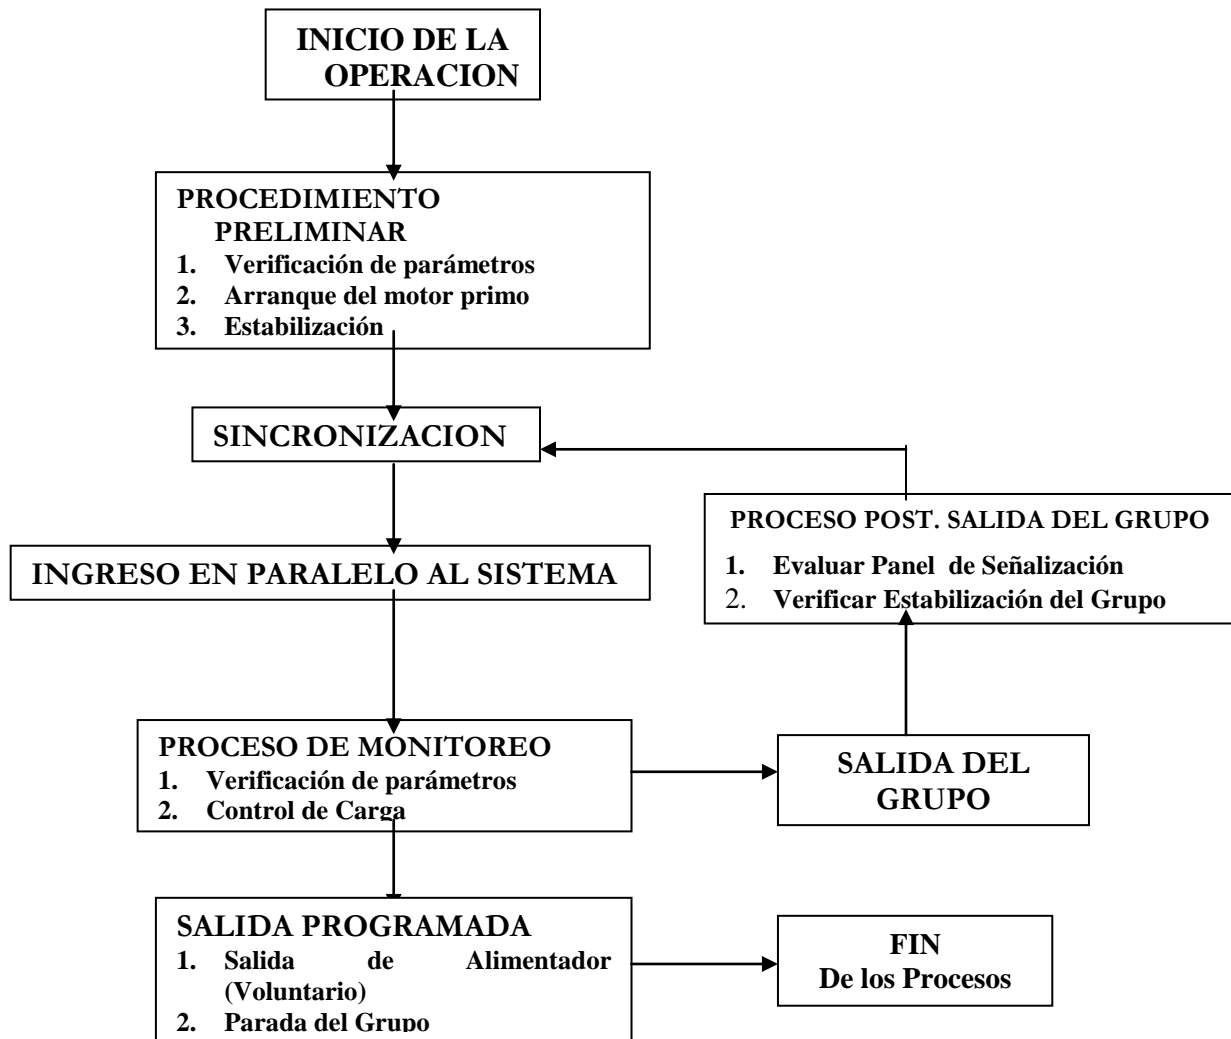 INICIO DE LA
OPERACION
PROCEDIMIENTO
PRELIMINAR
1. Verificación de parámetros
2. Arranque del motor primo
3. Estabilización
SINCRONIZACION
PROCESO POST. SALIDA DEL GRUPO
1. Evaluar Panel de Señalización
2. Verificar Estabilización del Grupo
INGRESO EN PARALELO AL SISTEMA
PROCESO DE MONITOREO
1. Verificación de parámetros
2. Control de Carga
SALIDA DEL
GRUPO
SALIDA PROGRAMADA
1. Salida de Alimentador
(Voluntario)
2. Parada del Grupo
FIN
De los Procesos